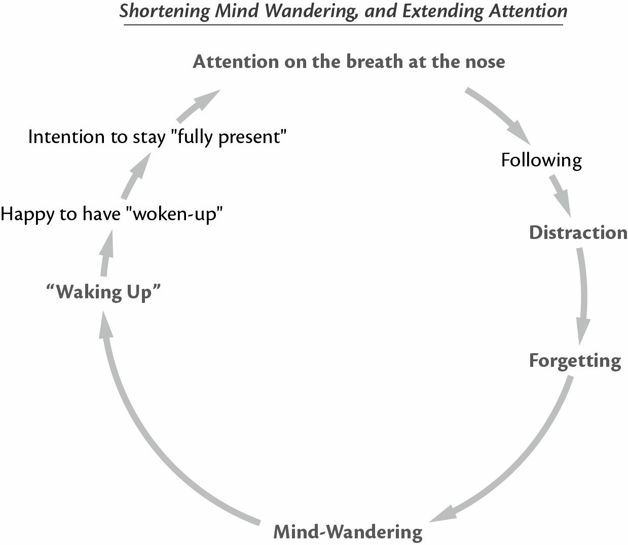 Shortening Mind Wandering, and Extending Attention
Attention on the breath at the nose
Following
Distraction
Forgetting
Mind-Wandering
“Waking Up”
Happy to have "woken-up"
Intention to stay "fully present"